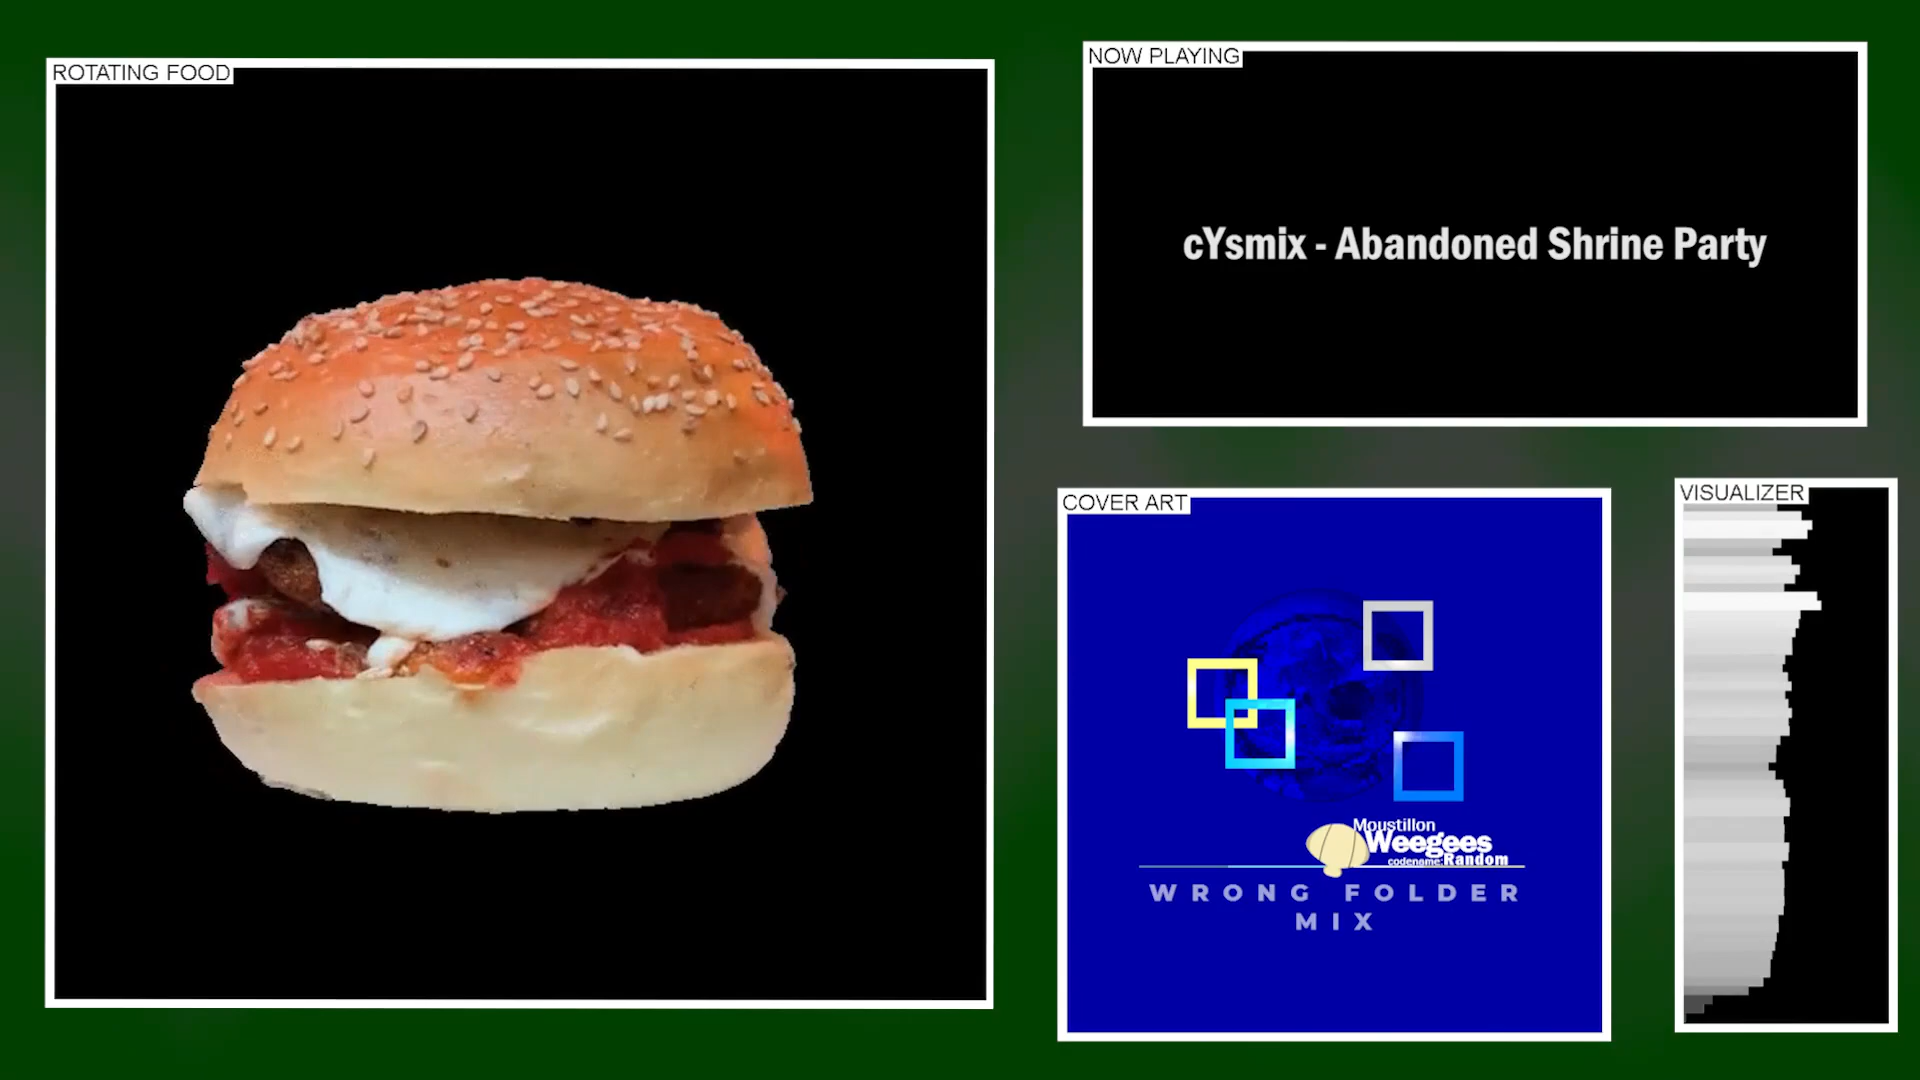 ROTATING FOOD
NOW PLAYING
cYsmix - Abandoned Shrine Party
COVER ART
Moustillon
Weegees
codename:Random
WRONG FOLDER
MIX
VISUALIZER